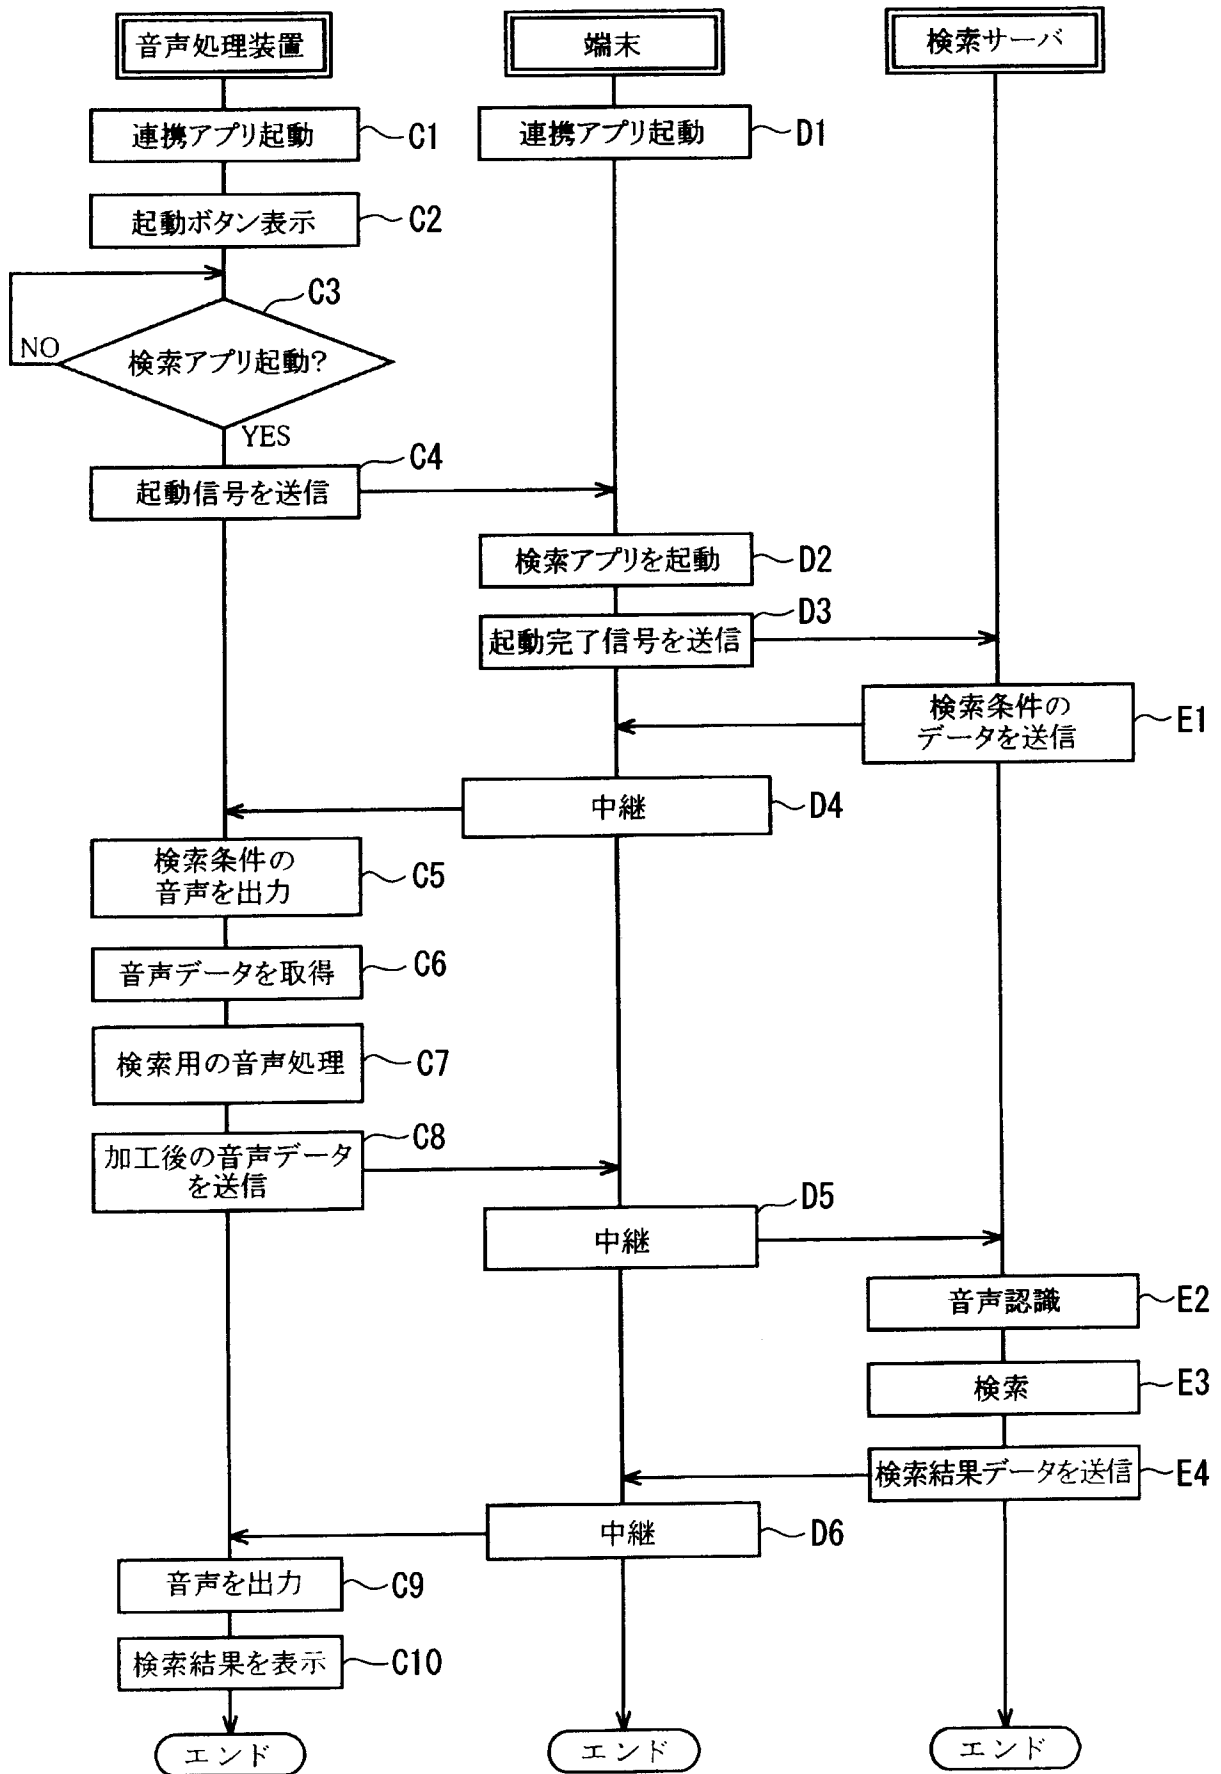 音声処理装置
端末
検索サーバ
連携アプリ起動
C1
連携アプリ起動
D1
起動ボタン表示
C2
C3
NO
検索アプリ起動?
YES
C4
起動信号を送信
検索アプリを起動
D2
D3
起動完了信号を送信
検索条件の
データを送信
E1
中継
D4
検索条件の
音声を出力
C5
音声データを取得
C6
検索用の音声処理
C7
C8
加工後の音声データ
を送信
D5
中継
音声認識
E2
検索
E3
検索結果データを送信
E4
中継
D6
音声を出力
C9
検索結果を表示
C10
エンド
エンド
エンド